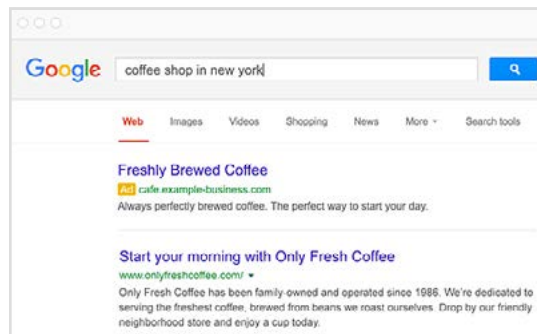 Google coffee shop in new york
Web Images Videos Shopping News More Search tools
Freshly Brewed Coffee
Ad cafe.example-business.com
Always perfectly brewed coffee. The perfect way to start your day.
Start your morning with Only Fresh Coffee
www.onlyfreshcoffee.com/
Only Fresh Coffee has been family-owned and operated since 1986. We're dedicated to
serving the freshest coffee, brewed from beans we roast ourselves. Drop by our friendly
neighborhood store and enjoy a cup today.